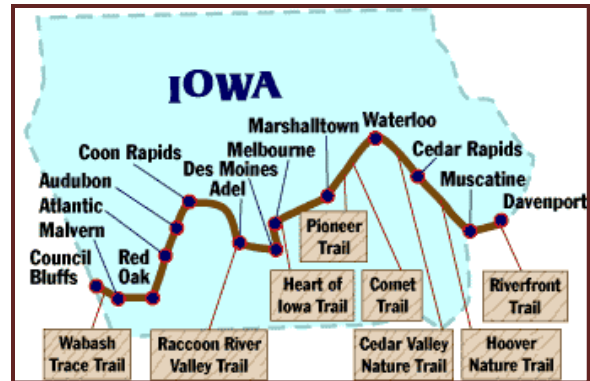 IOWA
Waterloo
Marshalltown
Melbourne
Cedar Rapids
Coon Rapids
Des Moines
Muscatine
Audubon
Adel
Davenport
Atlantic
Malvern
Council
Bluffs
Red
Oak
Pioneer
Trail
Heart of
Iowa Trail
Comet
Trail
Riverfront
Trail
Wabash
Trace Trail
Raccoon River
Valley Trail
Cedar Valley
Nature Trail
Hoover
Nature Trail